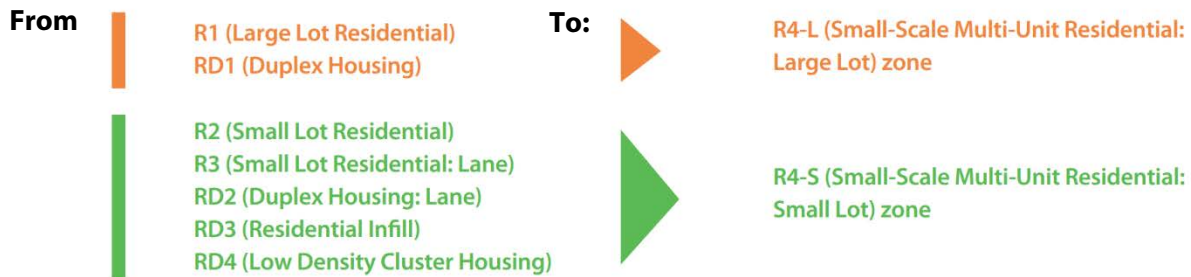 From
To:
R1 (Large Lot Residential)
RD1 (Duplex Housing)
R4-L (Small-Scale Multi-Unit Residential:
Large Lot) zone
R2 (Small Lot Residential)
R3 (Small Lot Residential: Lane)
RD2 (Duplex Housing: Lane)
RD3 (Residential Infill)
RD4 (Low Density Cluster Housing)
R4-S (Small-Scale Multi-Unit Residential:
Small Lot) zone